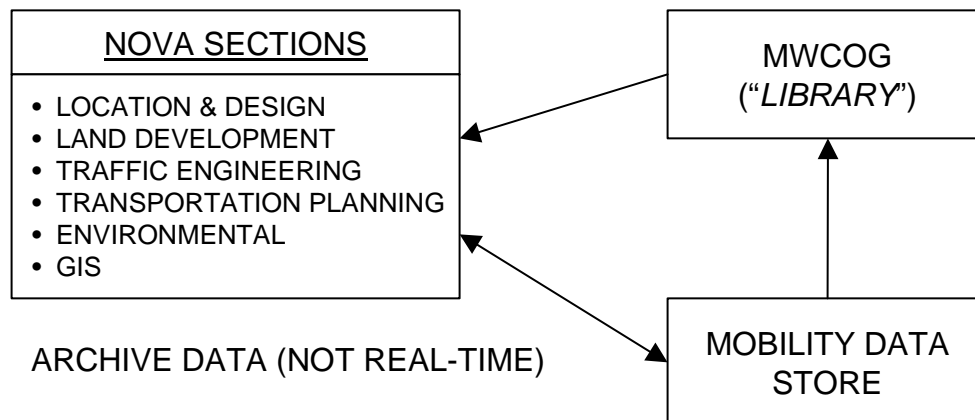 NOVA SECTIONS
• LOCATION & DESIGN
• LAND DEVELOPMENT
• TRAFFIC ENGINEERING
• TRANSPORTATION PLANNING
• ENVIRONMENTAL
• GIS
MWCOG
(“LIBRARY”)
ARCHIVE DATA (NOT REAL-TIME)
MOBILITY DATA
STORE